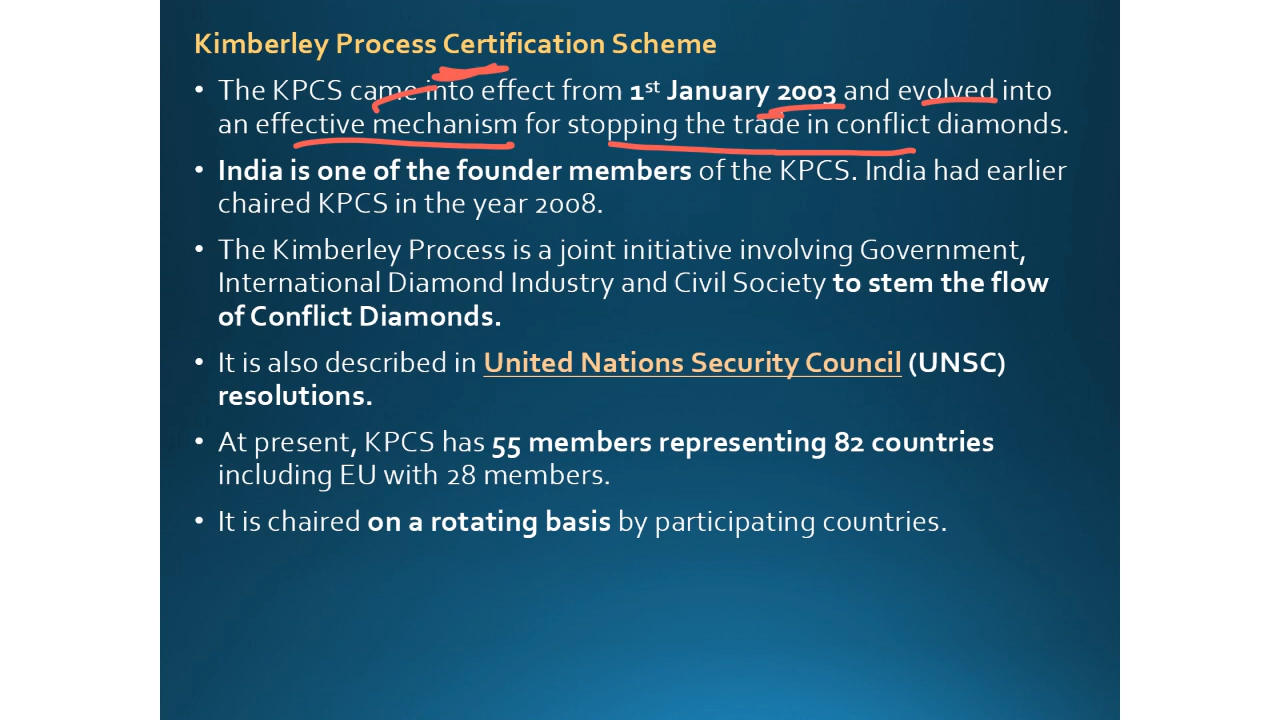 Kimberley Process Certification Scheme
• The KPCS came into effect from 1st January 2003 and evolved into
an effective mechanism for stopping the trade in conflict diamonds.
• India is one of the founder members of the KPCS. India had earlier
chaired KPCS in the year 2008.
• The Kimberley Process is a joint initiative involving Government,
International Diamond Industry and Civil Society to stem the flow
of Conflict Diamonds.
• It is also described in United Nations Security Council (UNSC)
resolutions.
• At present, KPCS has 55 members representing 82 countries
including EU with 28 members.
• It is chaired on a rotating basis by participating countries.